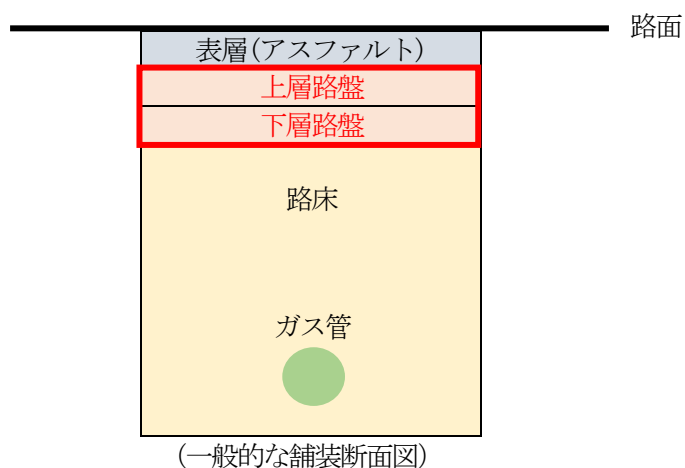 路面
表層(アスファルト)
上層路盤
下層路盤
路床
ガス管
(一般的な舗装断面図)